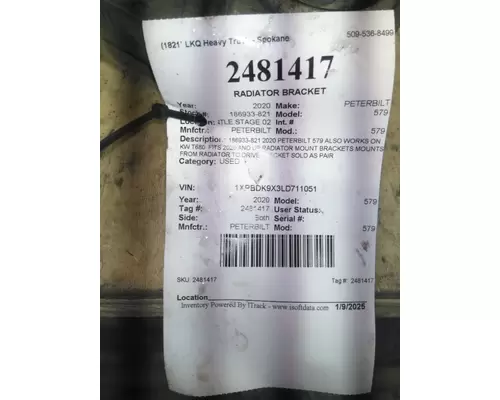 (1821) LKQ Heavy Truck - Spokane 509-536-8499
2481417
RADIATOR BRACKET
Year: 2020 Make: PETERBILT
Stock #: 186933-821 Model: 579
Location: TLE.STAGE 02 Int. #
Mnfctr.: PETERBILT Mod.: 579
Description: 186933-821 2020 PETERBILT 579 ALSO WORKS ON
KW T680 FITS AND UP RADIATOR MOUNT BRACKETS MOUNTS
FROM RADIATOR TO SOLD AS PAIR
Category: USED
VIN: 1XPBDK9X3LD711051
Year: 2020 Model: 579
Tag #: 2481417 User Status:
Side: Both Serial #:
Mnfctr.: PETERBILT Mod: 579
SKU: 2481417 Tag #: 2481417
Location
Inventory Powered By ITrack - www.isoftdata.com 1/9/2025